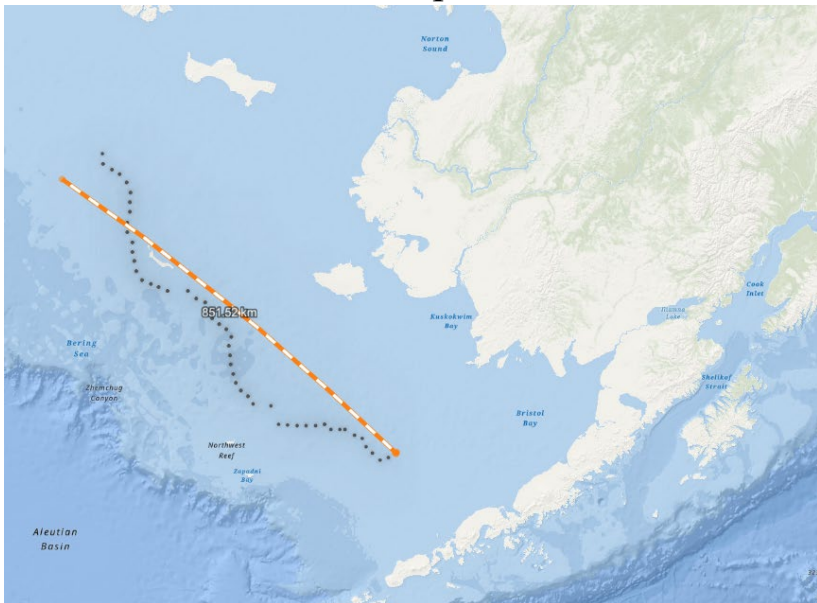 Norton
Sound
Cook
Inlet
Iliamna
Lake
851.52 km
Kuskokwim
Bay
Bering
Sea
Shelikof
Strait
Zhemchug
Canyon
Bristol
Bay
Northwest
Reef
Zapadni
Bay
Aleutian
Basin
32